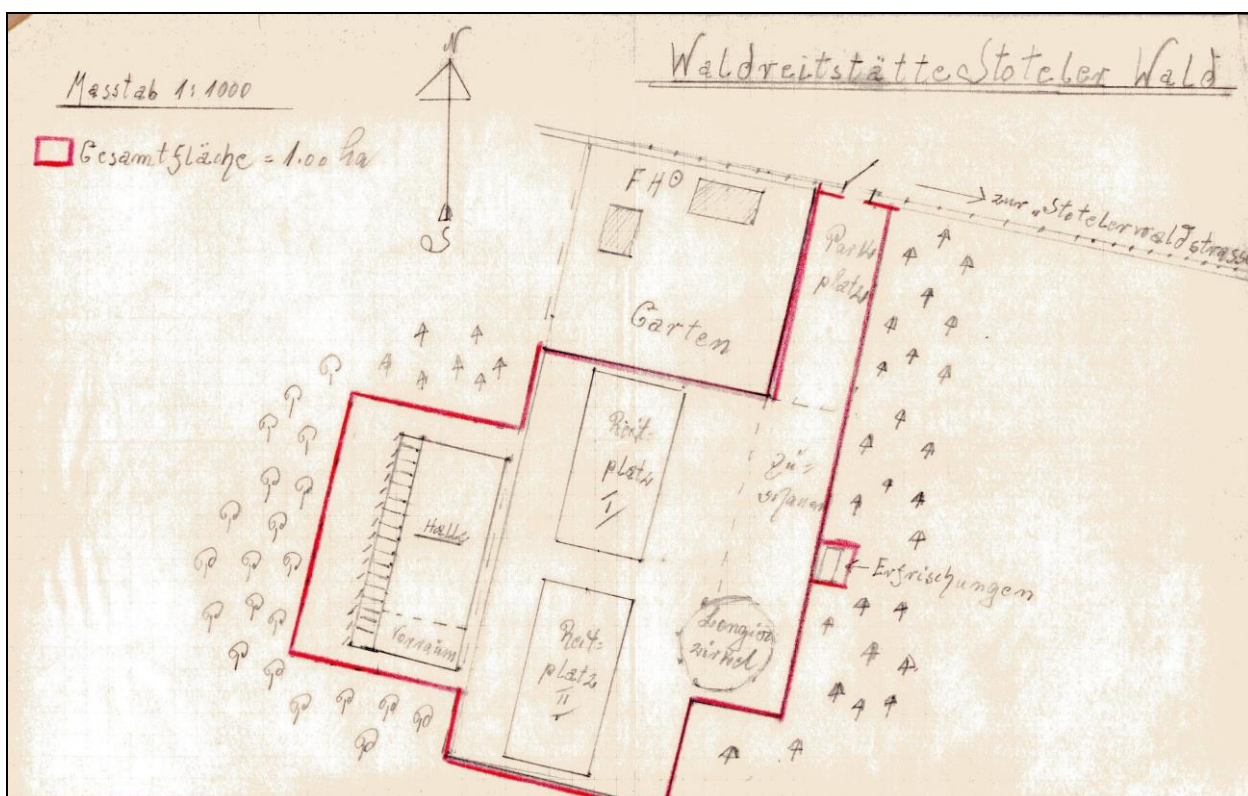 Waldreitstätte Stoteler Wald
Masstab 1:1000
N
S
Gesamtfläche = 1.00 ha
FH
zur "Stotelerwaldstrasse
Park
platz
Garten
Reit=
platz
I
Zu=
Halle
Vorraum
Reit=
platz
II
Longier
zirkel
← Erfrischungen